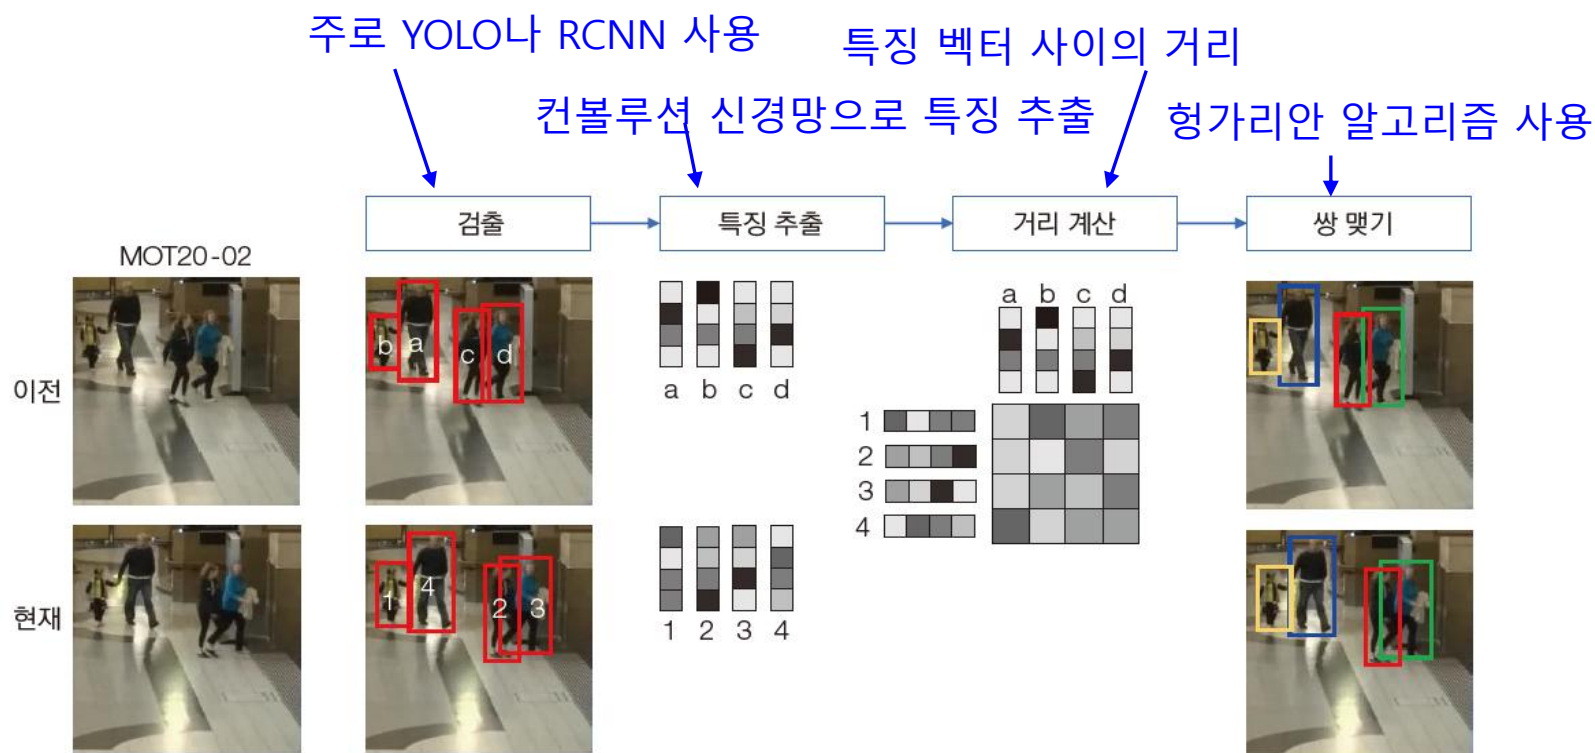 주로 YOLO나 RCNN 사용
특징 벡터 사이의 거리
컨볼루션 신경망으로 특징 추출
헝가리안 알고리즘 사용
검출
특징 추출
거리 계산
쌍 맺기
MOT20-02
이전
b a c d
a b c d
a b c d
1
2
3
4
현재
1 4 2 3
1 2 3 4